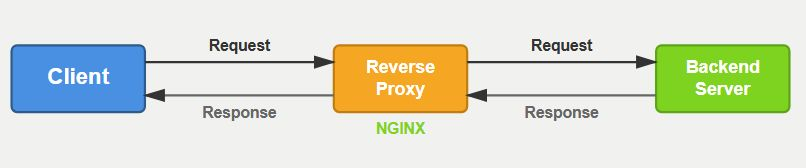 Request
Request
Client
Reverse
Proxy
Backend
Server
Response
Response
NGINX